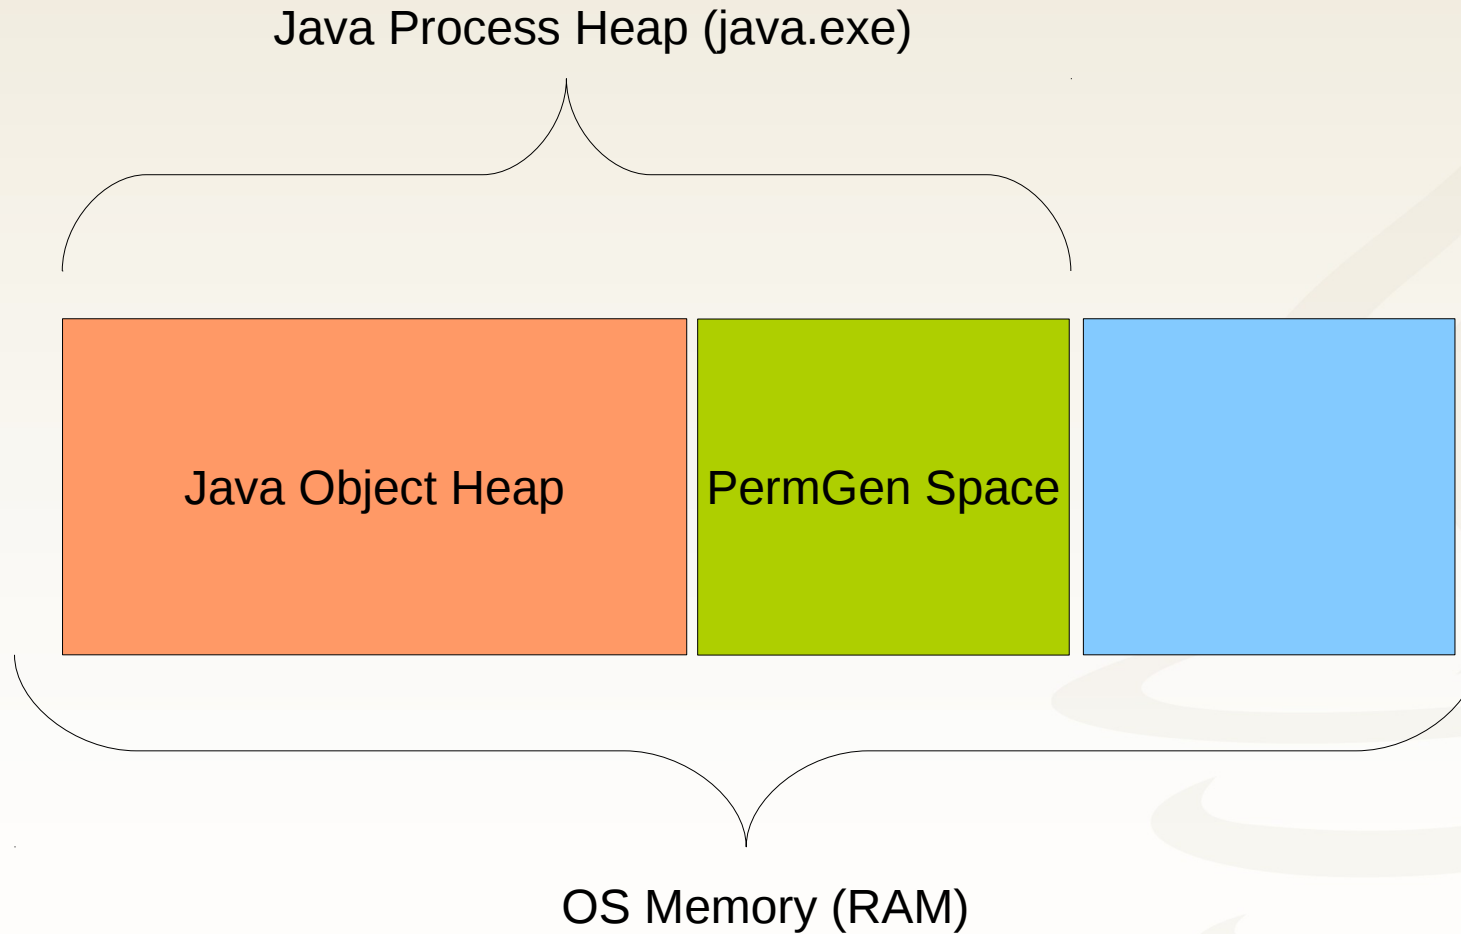 Java Process Heap (java.exe)
Java Object Heap
PermGen Space
OS Memory (RAM)